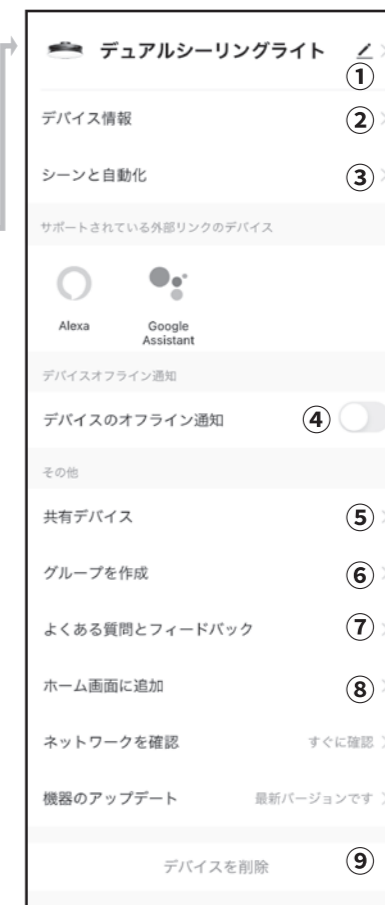 デュアルシーリングライト
①
デバイス情報 ②
シーンと自動化 ③
サポートされている外部リンクのデバイス
Alexa Google
Assistant
デバイスオフライン通知
デバイスのオフライン通知 ④
その他
共有デバイス ⑤
グループを作成 ⑥
よくある質問とフィードバック ⑦
ホーム画面に追加 ⑧
ネットワークを確認 すぐに確認
機器のアップデート 最新バージョンです
デバイスを削除 ⑨